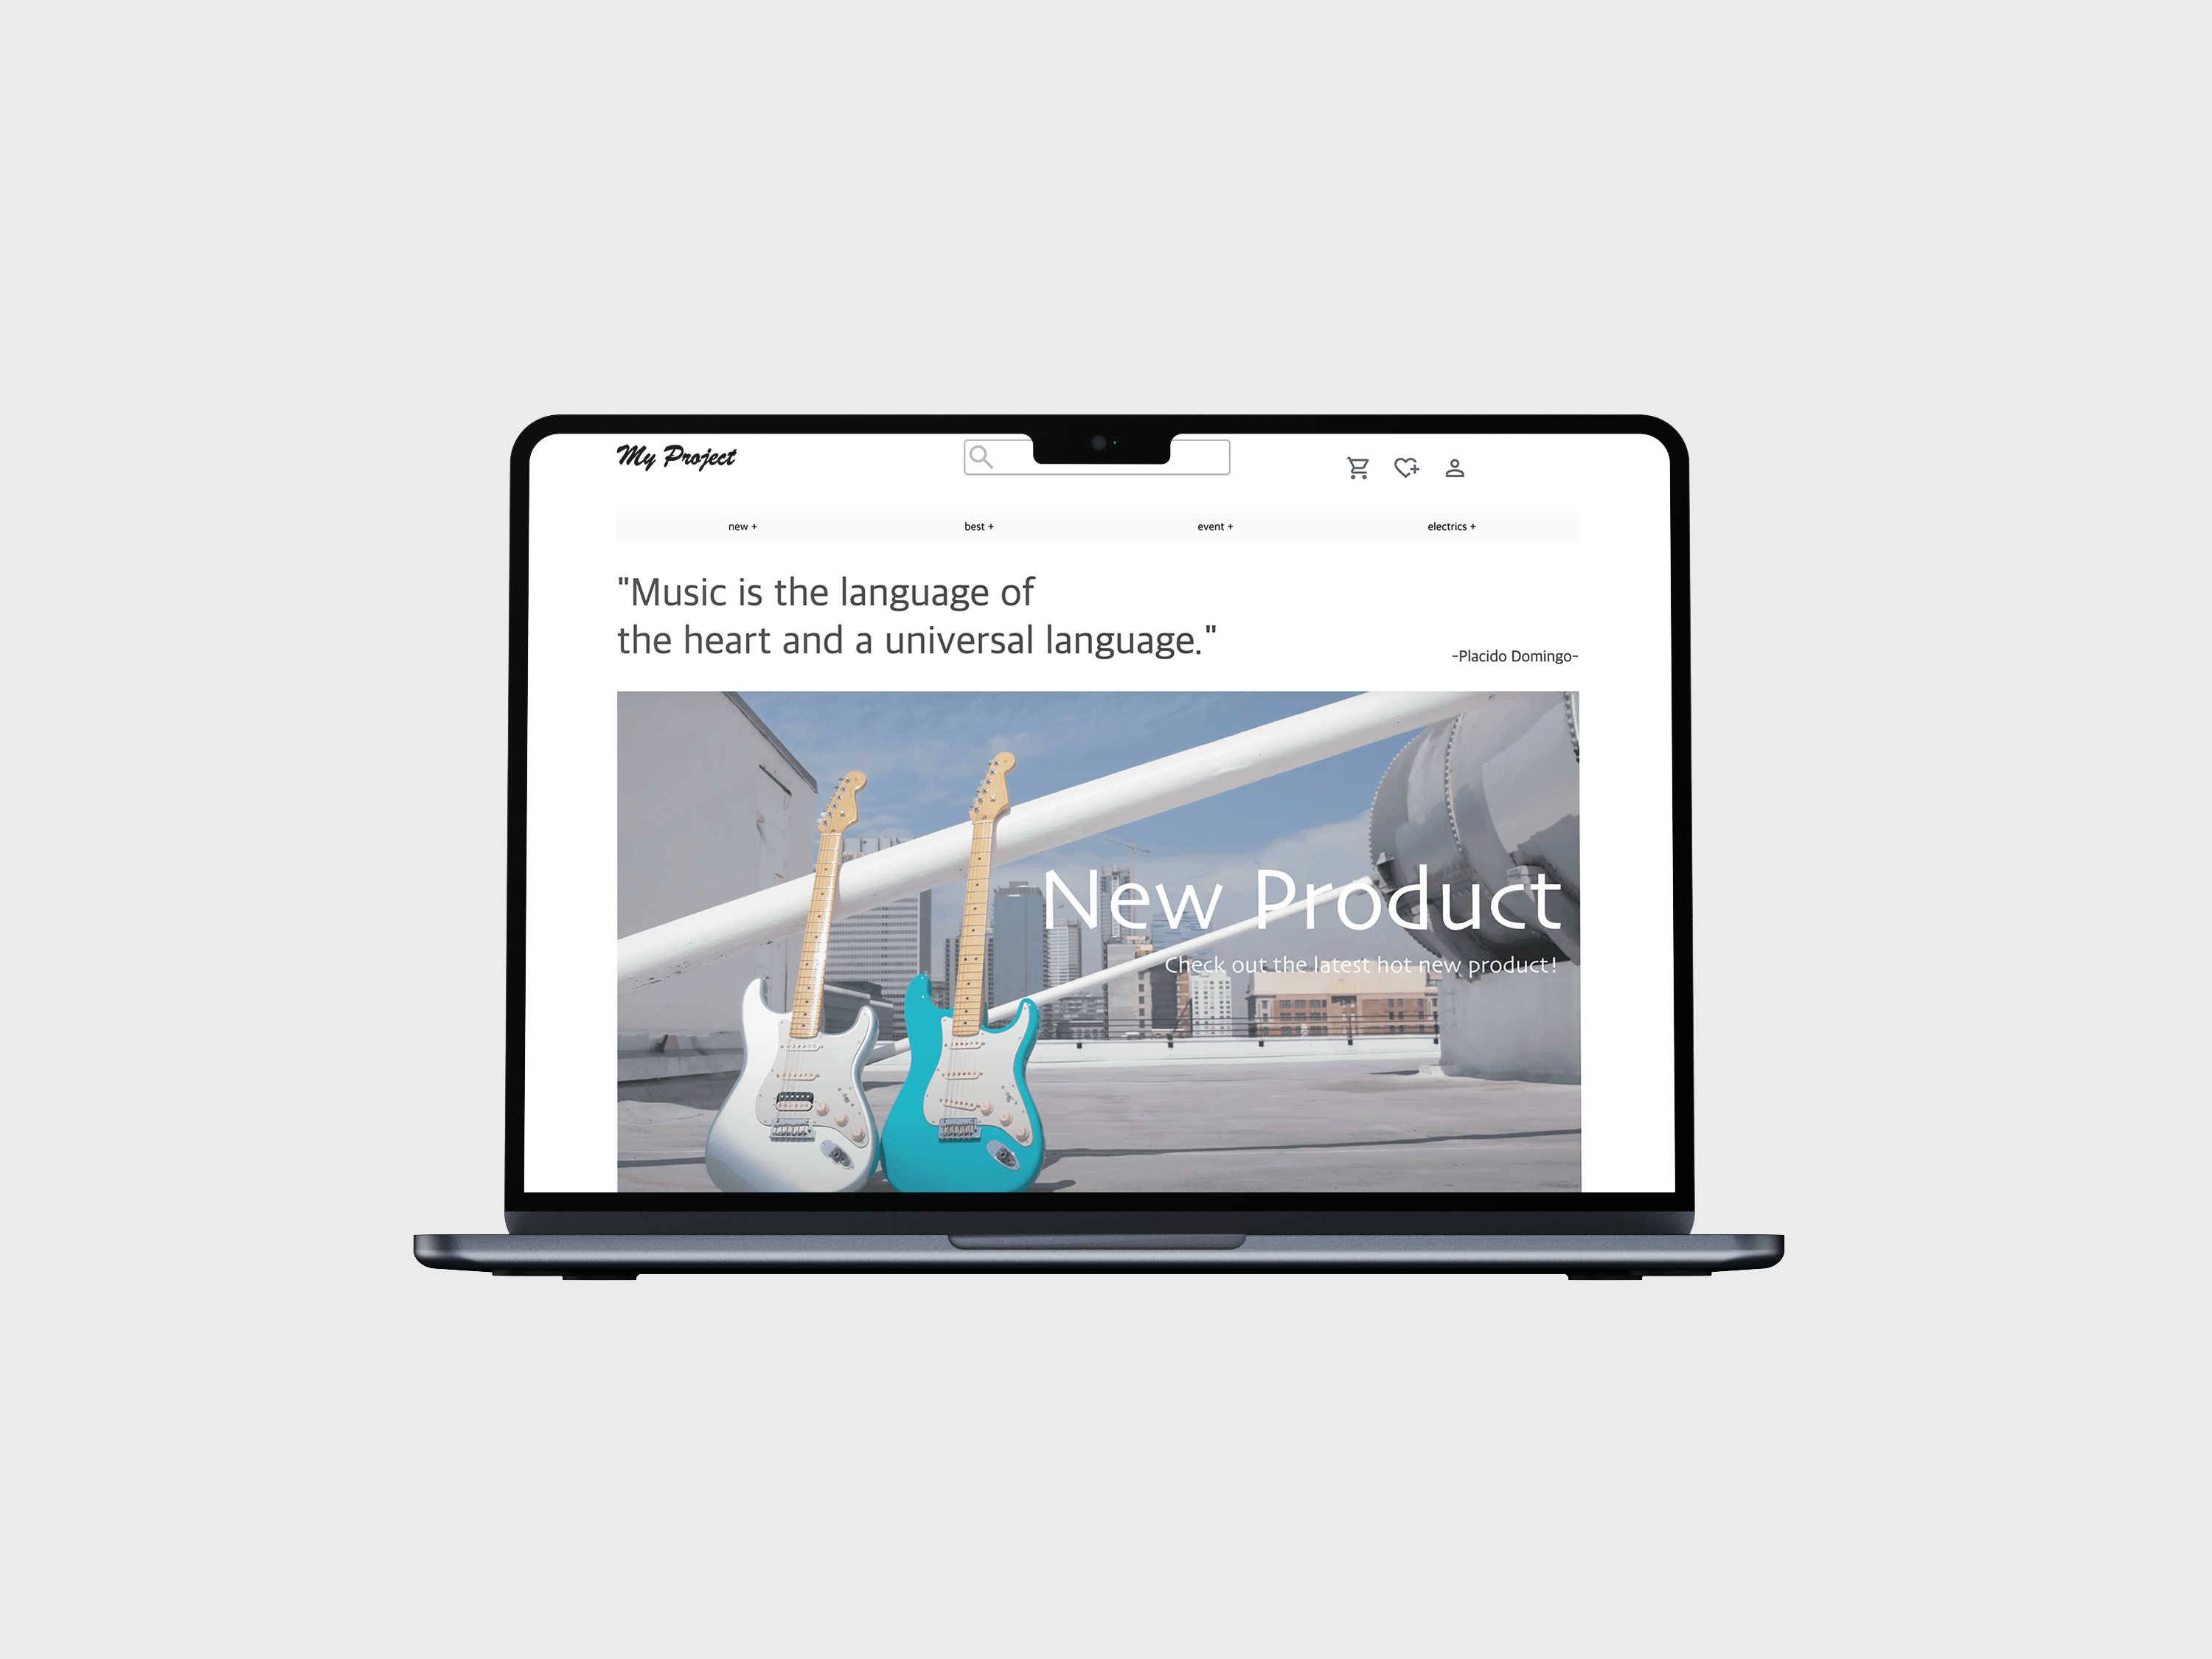 My Project
new +
best +
event +
electrics +
"Music is the language of
the heart and a universal language."
-Placido Domingo-
New Product
Check out the latest hot new product!